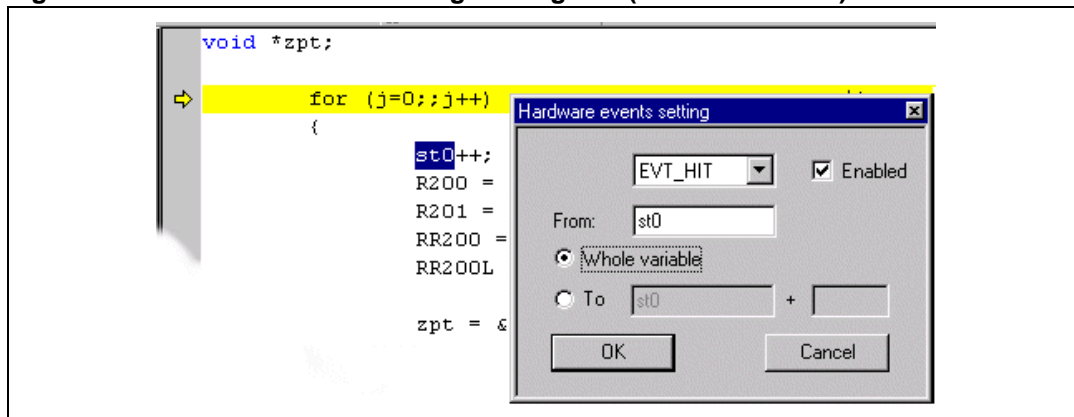 void *zpt;
for (j=0;;j++)
{
st0++;
R200 =
R201 =
RR200 =
RR200L
zpt = &
Hardware events setting
EVT_HIT
Enabled
From: st0
Whole variable
To st0 +
OK Cancel